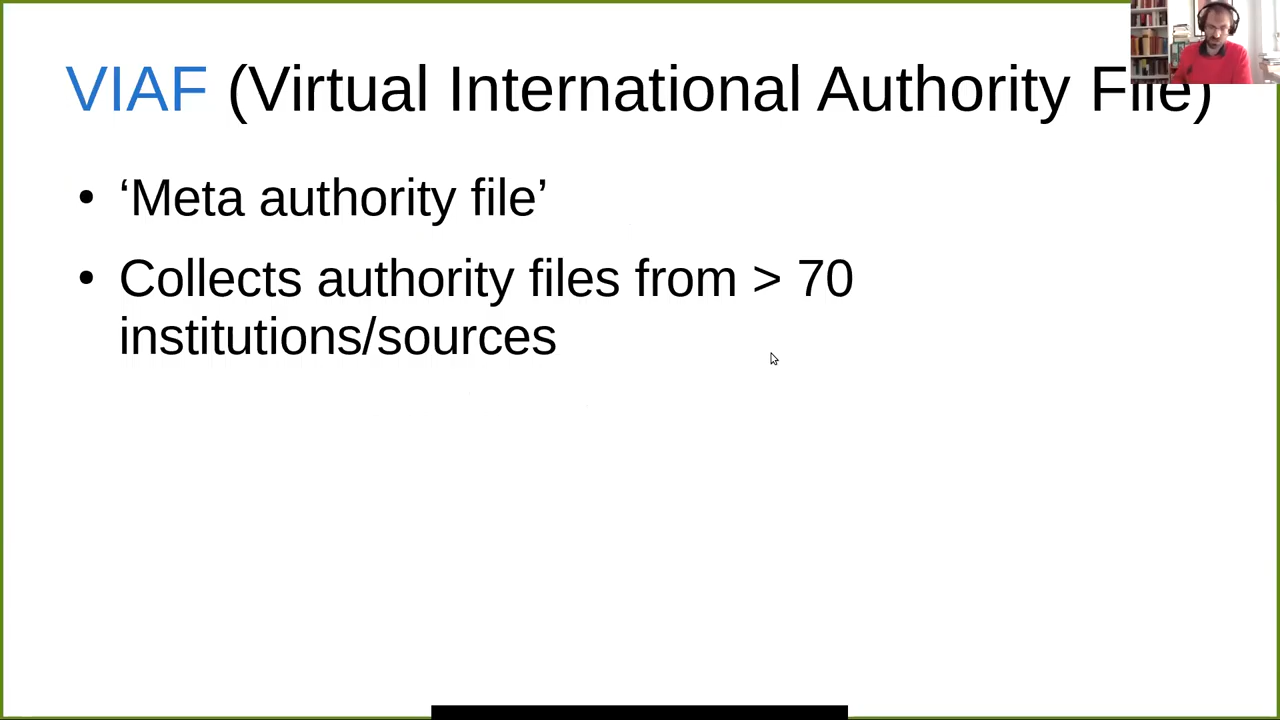 VIAF (Virtual International Authority File)
• ‘Meta authority file’
• Collects authority files from > 70
institutions/sources